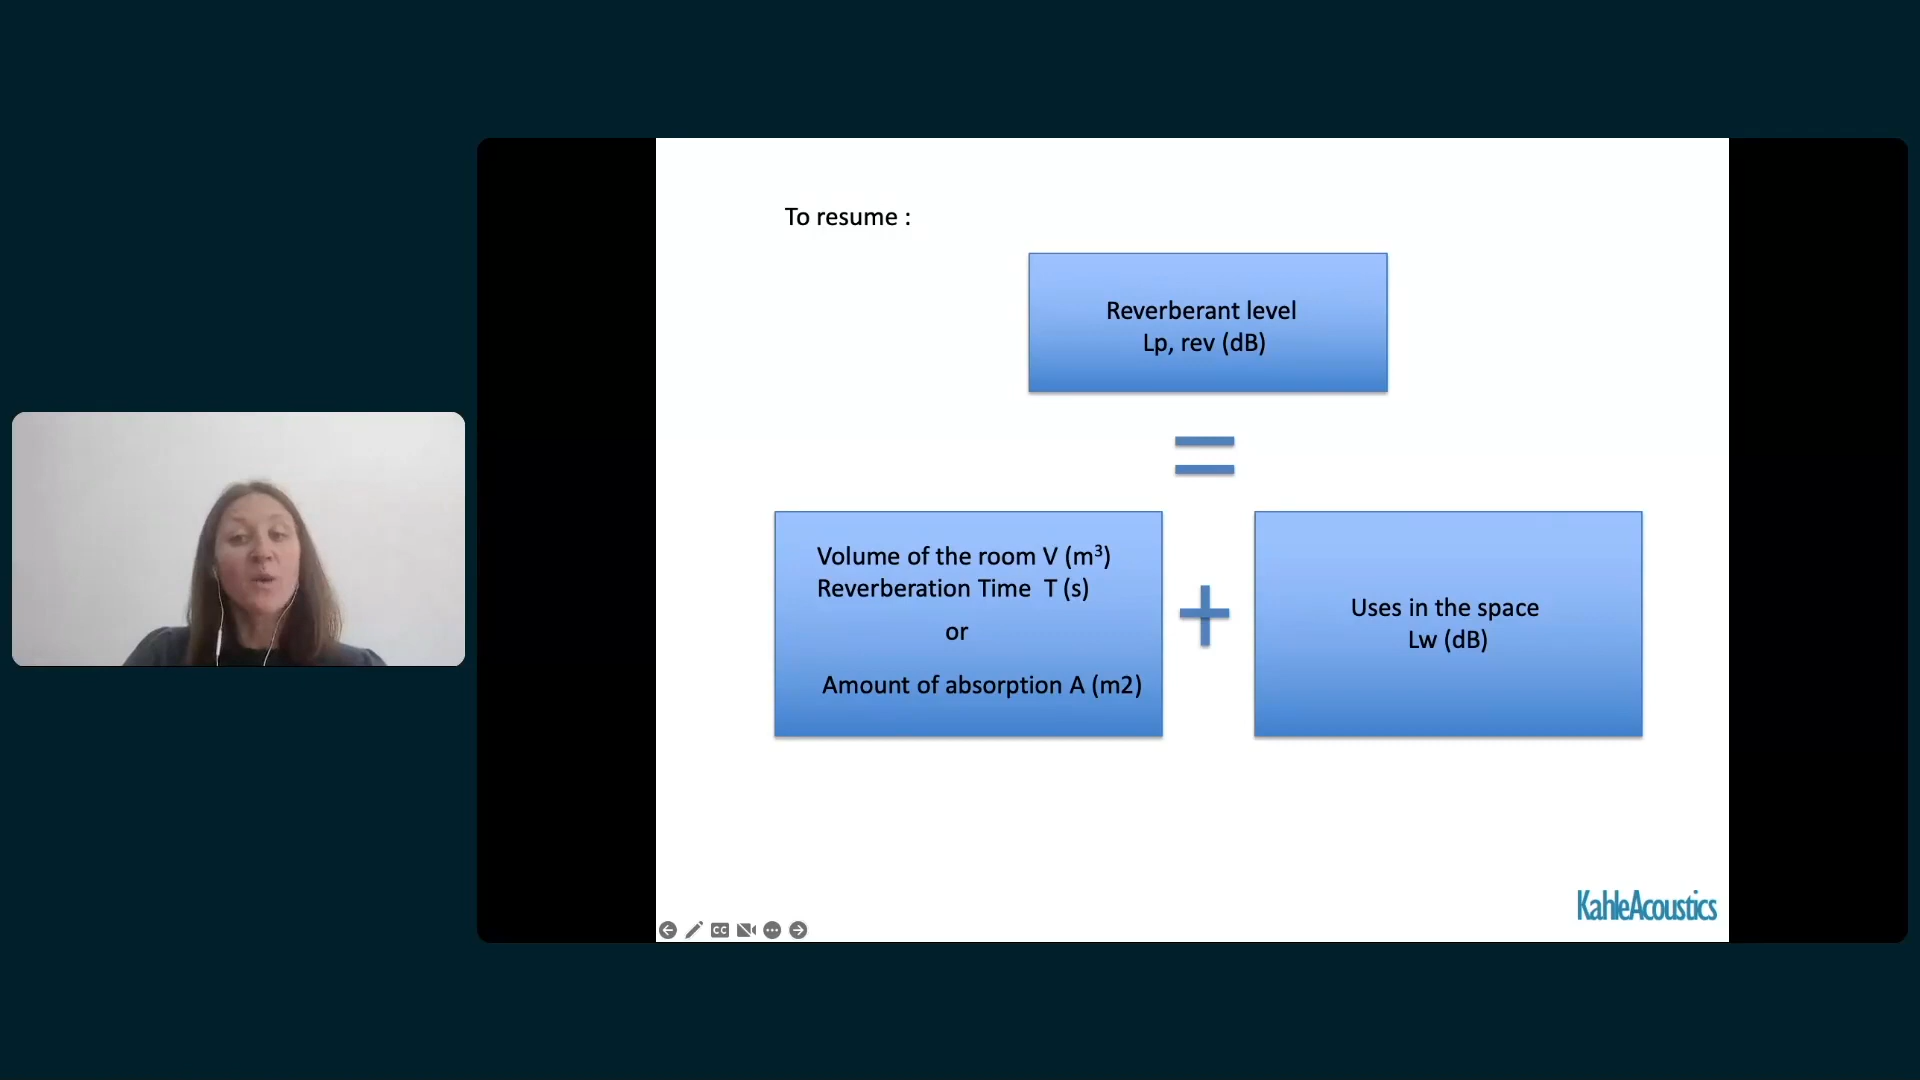 To resume :
Reverberant level
Lp, rev (dB)
=
Volume of the room V (m³)
Reverberation Time T (s)
or
Amount of absorption A (m2)
+
Uses in the space
Lw (dB)
KahleAcoustics
CC